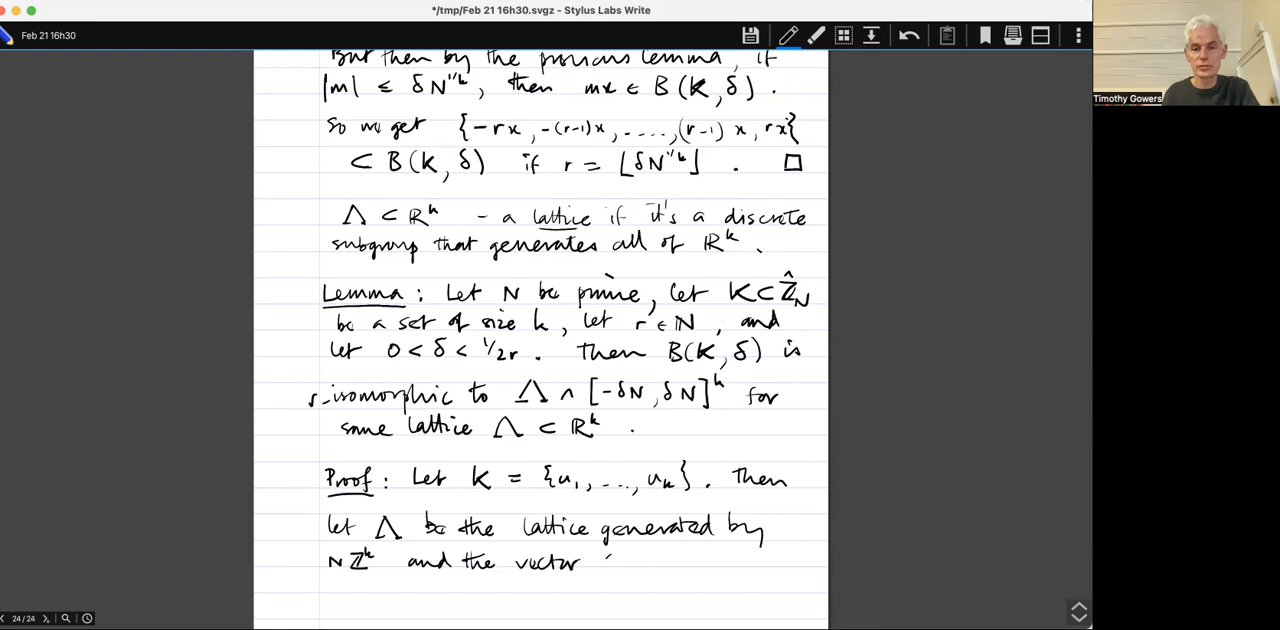 */tmp/Feb 21 16h30.svgz - Stylus Labs Write
Feb 21 16h30
Timothy Gowers
But then by the previous lemma, if
|m| ≤ δN^{1/k}, then mx ∈ B(K, δ).
So we get {-rx, -(r-1)x, ....., (r-1)x, rx}
⊂ B(K, δ) if r = ⌊δN^{1/k}⌋. □
Λ ⊂ ℝ^k - a lattice if it's a discrete
subgroup that generates all of ℝ^k.
Lemma: Let N be prime, let K ⊂ ℤ̂_N
be a set of size k, let r ∈ ℕ, and
let 0 < δ < 1/2r. Then B(K, δ) is
r-isomorphic to Λ ∩ [-δN, δN]^k for
some lattice Λ ⊂ ℝ^k.
Proof: Let K = {u_1, ..., u_k}. Then
let Λ be the lattice generated by
Nℤ^k and the vector
24/24